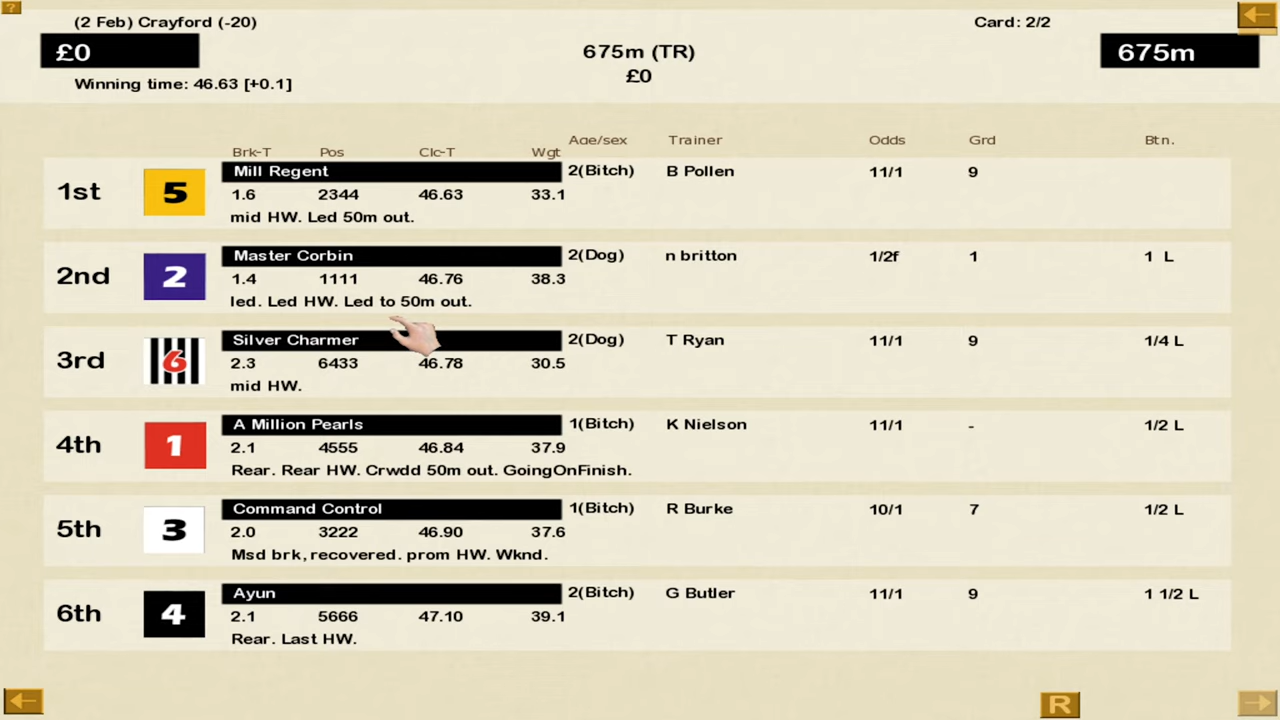 ?
(2 Feb) Crayford (-20)
Card: 2/2
£0
675m (TR)
675m
£0
Winning time: 46.63 [+0.1]
Brk-T Pos Clc-T Wgt Age/sex Trainer Odds Grd Btn.
1st 5 Mill Regent 2(Bitch) B Pollen 11/1 9
1.6 2344 46.63 33.1
mid HW. Led 50m out.
2nd 2 Master Corbin 2(Dog) n britton 1/2f 1 1 L
1.4 1111 46.76 38.3
led. Led HW. Led to 50m out.
3rd 6 Silver Charmer 2(Dog) T Ryan 11/1 9 1/4 L
2.3 6433 46.78 30.5
mid HW.
4th 1 A Million Pearls 1(Bitch) K Nielson 11/1 - 1/2 L
2.1 4555 46.84 37.9
Rear. Rear HW. Crwdd 50m out. GoingOnFinish.
5th 3 Command Control 1(Bitch) R Burke 10/1 7 1/2 L
2.0 3222 46.90 37.6
Msd brk, recovered. prom HW. Wknd.
6th 4 Ayun 2(Bitch) G Butler 11/1 9 1 1/2 L
2.1 5666 47.10 39.1
Rear. Last HW.
R